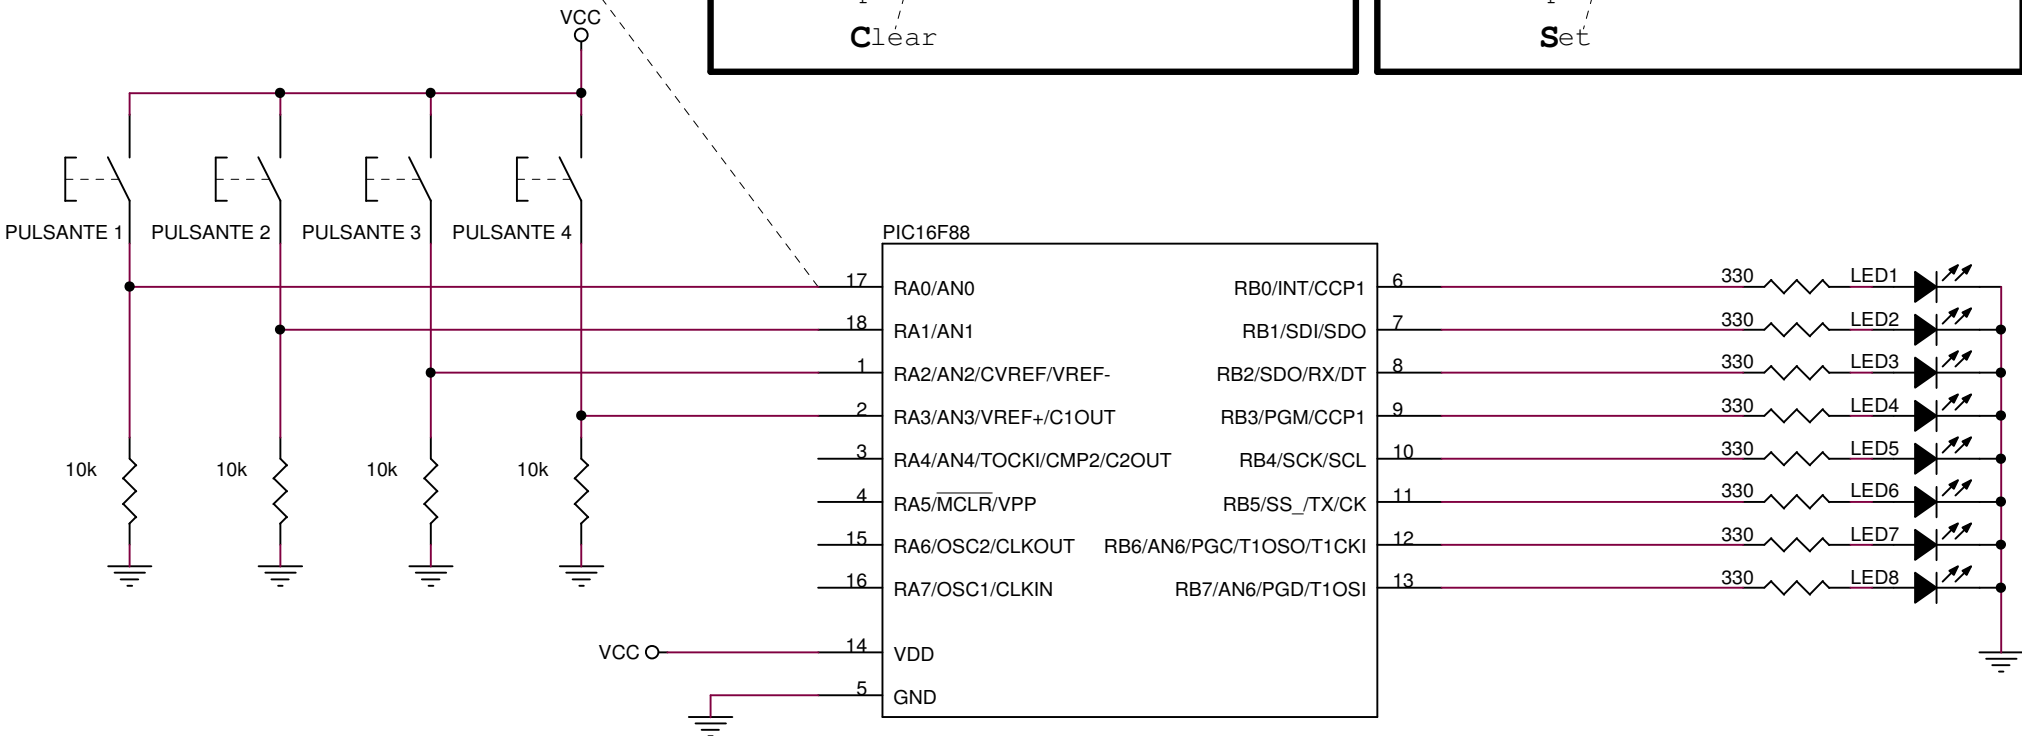 VCC
Clear
Set
PULSANTE 1
PULSANTE 2
PULSANTE 3
PULSANTE 4
10k
10k
10k
10k
PIC16F88
17 RA0/AN0
18 RA1/AN1
1 RA2/AN2/CVREF/VREF-
2 RA3/AN3/VREF+/C1OUT
3 RA4/AN4/TOCKI/CMP2/C2OUT
4 RA5/MCLR/VPP
15 RA6/OSC2/CLKOUT
16 RA7/OSC1/CLKIN
VCC 14 VDD
5 GND
RB0/INT/CCP1 6 330 LED1
RB1/SDI/SDO 7 330 LED2
RB2/SDO/RX/DT 8 330 LED3
RB3/PGM/CCP1 9 330 LED4
RB4/SCK/SCL 10 330 LED5
RB5/SS_/TX/CK 11 330 LED6
RB6/AN6/PGC/T1OSO/T1CKI 12 330 LED7
RB7/AN6/PGD/T1OSI 13 330 LED8